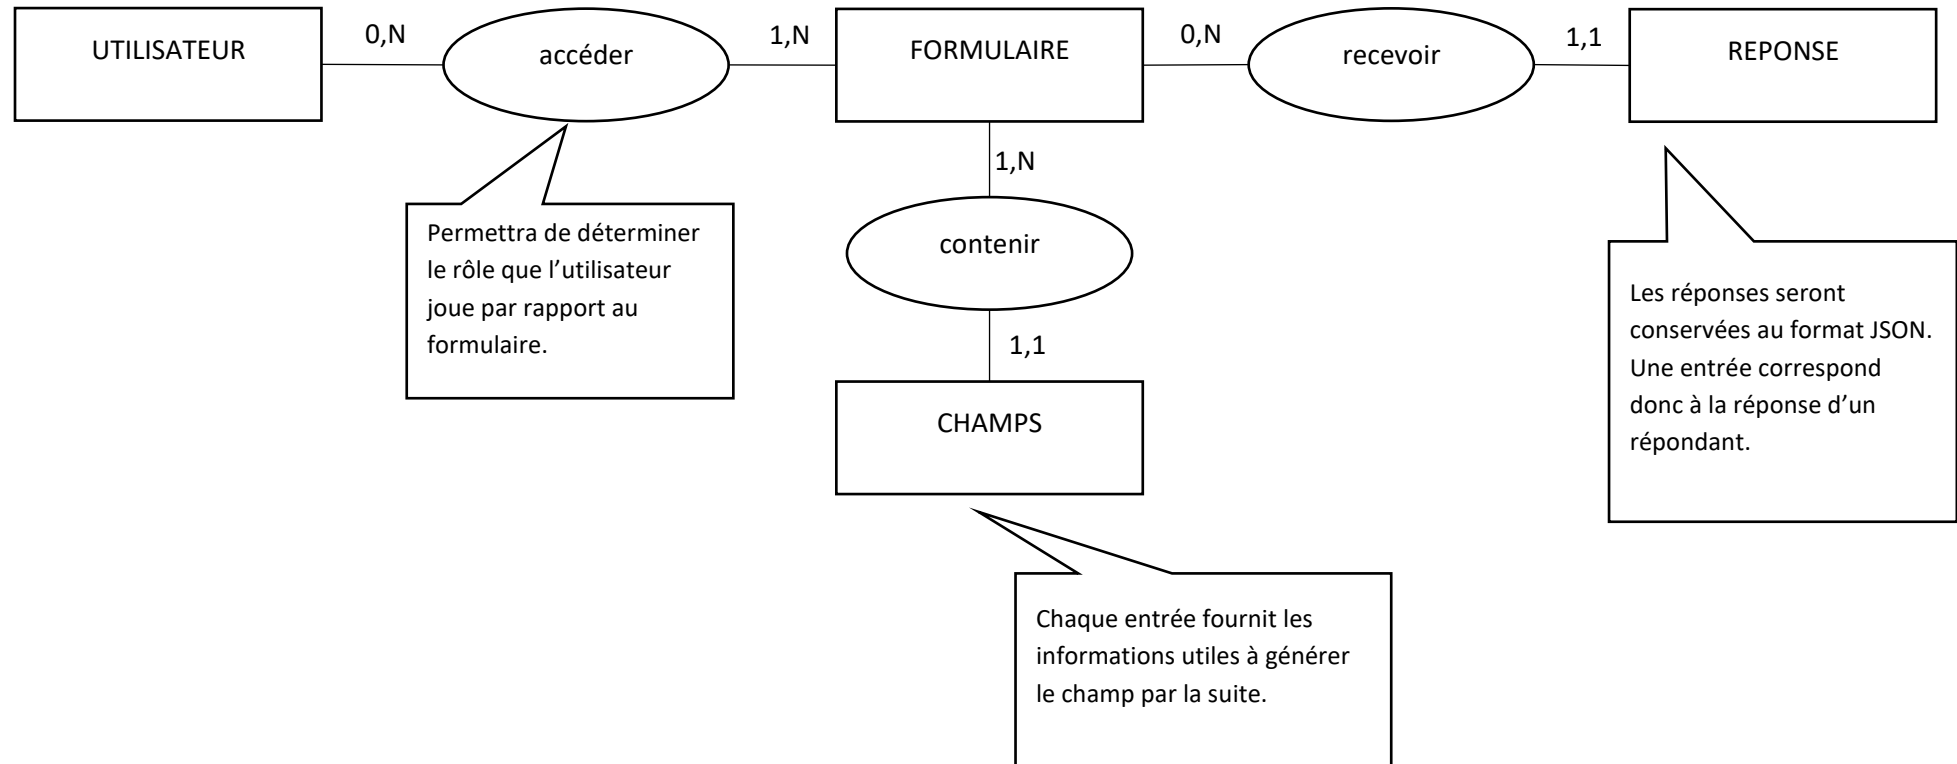 UTILISATEUR
0,N
accéder
1,N
FORMULAIRE
0,N
recevoir
1,1
REPONSE
1,N
contenir
1,1
CHAMPS
Permettra de déterminer
le rôle que l’utilisateur
joue par rapport au
formulaire.
Les réponses seront
conservées au format JSON.
Une entrée correspond
donc à la réponse d’un
répondant.
Chaque entrée fournit les
informations utiles à générer
le champ par la suite.